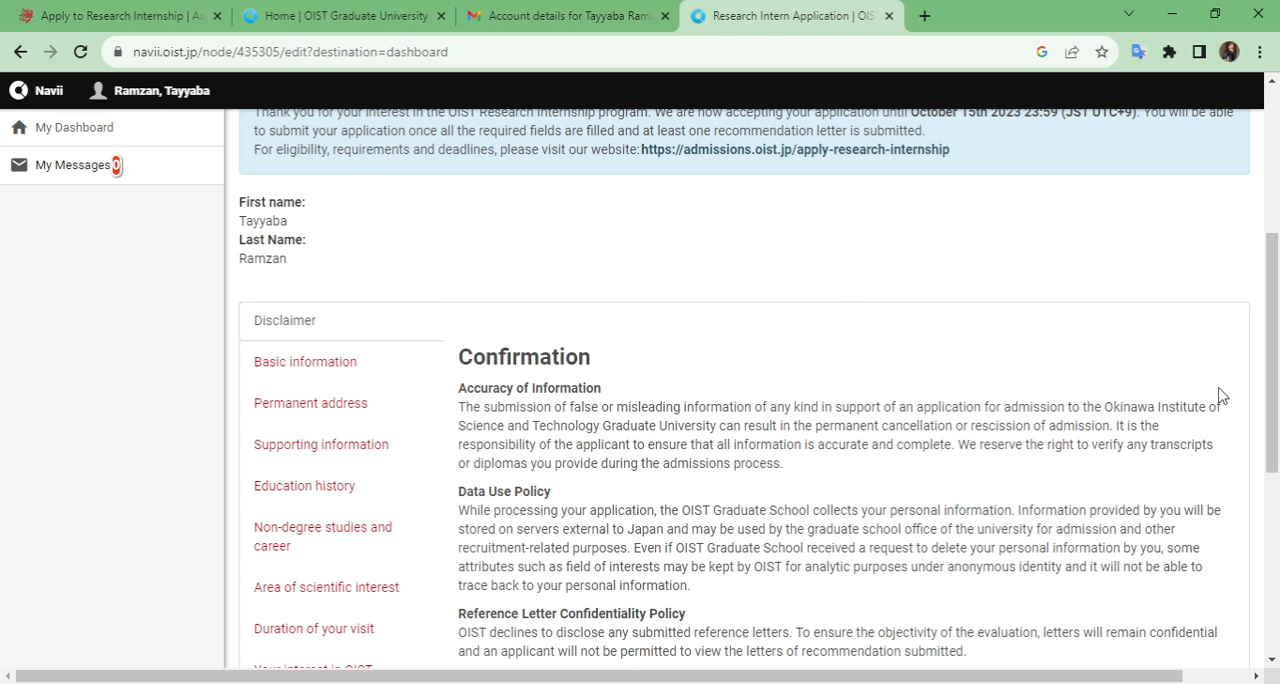 Apply to Research Internship | Ad
Home | OIST Graduate University
Account details for Tayyaba Ram
Research Intern Application | OIS
navii.oist.jp/node/435305/edit?destination=dashboard
Navii
Ramzan, Tayyaba
My Dashboard
My Messages 0
Thank you for your interest in the OIST Research Internship program. We are now accepting your application until October 15th 2023 23:59 (JST UTC+9). You will be able
to submit your application once all the required fields are filled and at least one recommendation letter is submitted.
For eligibility, requirements and deadlines, please visit our website: https://admissions.oist.jp/apply-research-internship
First name:
Tayyaba
Last Name:
Ramzan
Disclaimer
Basic information
Permanent address
Supporting information
Education history
Non-degree studies and
career
Area of scientific interest
Duration of your visit
Your interest in OIST
Confirmation
Accuracy of Information
The submission of false or misleading information of any kind in support of an application for admission to the Okinawa Institute of
Science and Technology Graduate University can result in the permanent cancellation or rescission of admission. It is the
responsibility of the applicant to ensure that all information is accurate and complete. We reserve the right to verify any transcripts
or diplomas you provide during the admissions process.
Data Use Policy
While processing your application, the OIST Graduate School collects your personal information. Information provided by you will be
stored on servers external to Japan and may be used by the graduate school office of the university for admission and other
recruitment-related purposes. Even if OIST Graduate School received a request to delete your personal information by you, some
attributes such as field of interests may be kept by OIST for analytic purposes under anonymous identity and it will not be able to
trace back to your personal information.
Reference Letter Confidentiality Policy
OIST declines to disclose any submitted reference letters. To ensure the objectivity of the evaluation, letters will remain confidential
and an applicant will not be permitted to view the letters of recommendation submitted.